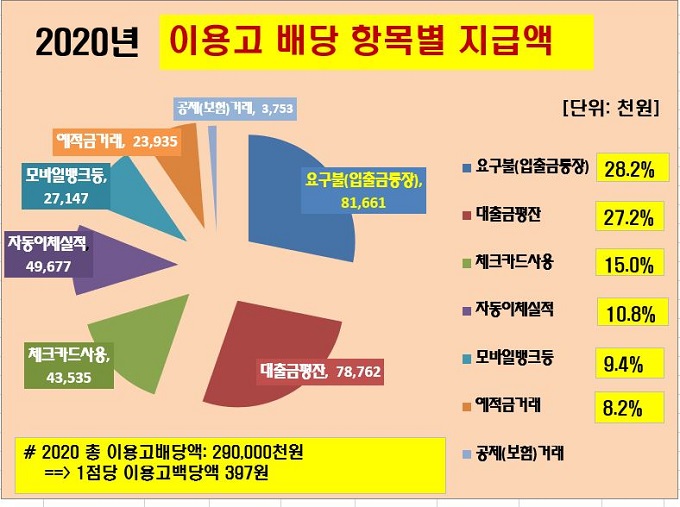 2020년 이용고 배당 항목별 지급액
[단위: 천원]
공제(보험)거래, 3,753
예적금거래, 23,935
모바일뱅크등,
27,147
자동이체실적,
49,677
체크카드사용,
43,535
대출금평잔, 78,762
요구불(입출금통장),
81,661
요구불(입출금통장) 28.2%
대출금평잔 27.2%
체크카드사용 15.0%
자동이체실적 10.8%
모바일뱅크등 9.4%
예적금거래 8.2%
공제(보험)거래
# 2020 총 이용고배당액: 290,000천원
==> 1점당 이용고백당액 397원